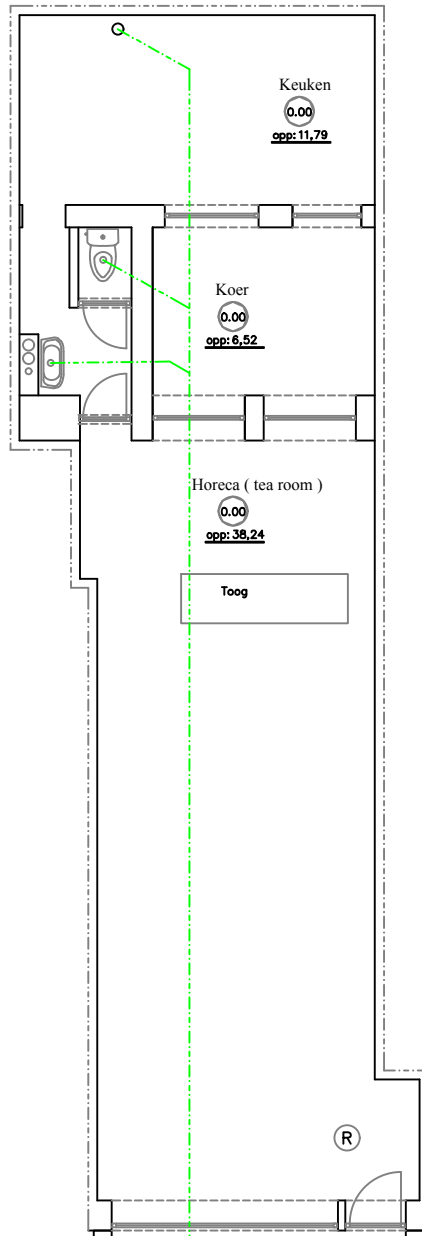 Keuken
0.00
opp: 11,79
Koer
0.00
opp: 6,52
Horeca ( tea room )
0.00
opp: 38,24
Toog
R